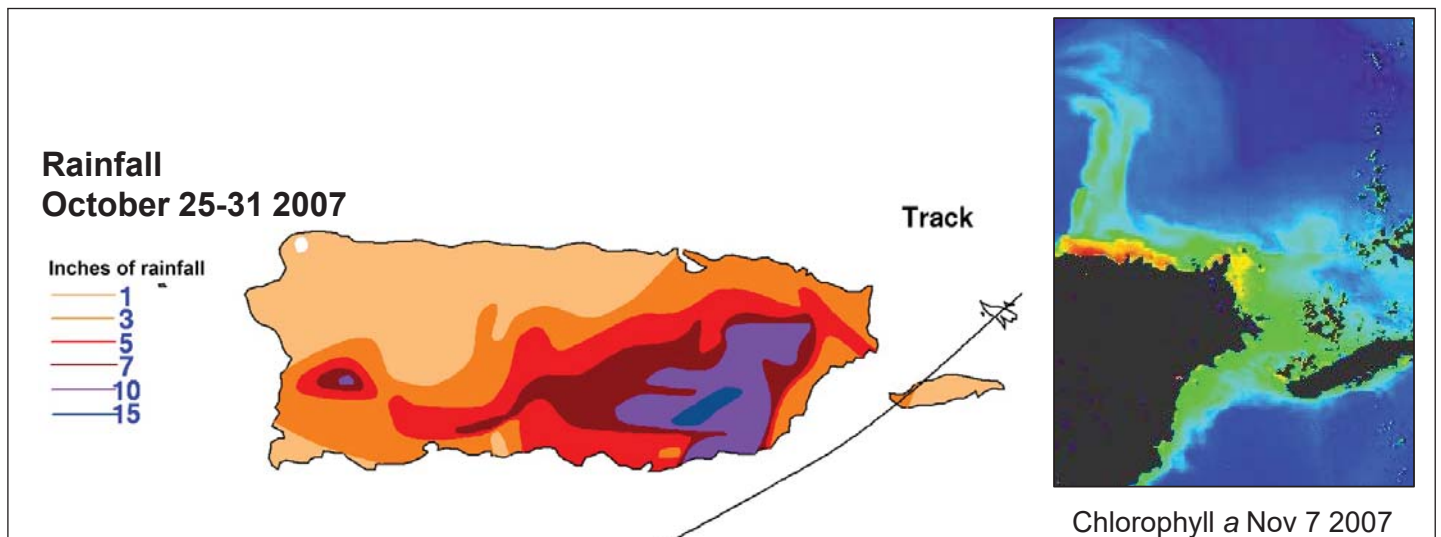 Rainfall
October 25-31 2007
Track
Inches of rainfall
1
3
5
7
10
15
Chlorophyll a Nov 7 2007